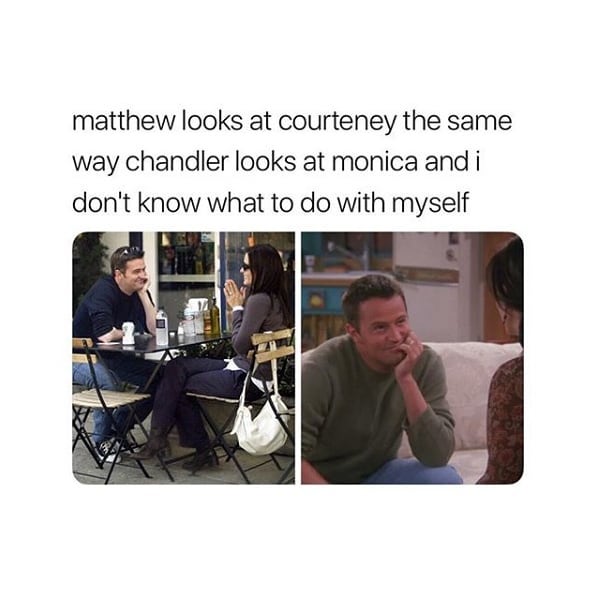 matthew looks at courteney the same
way chandler looks at monica and i
don't know what to do with myself